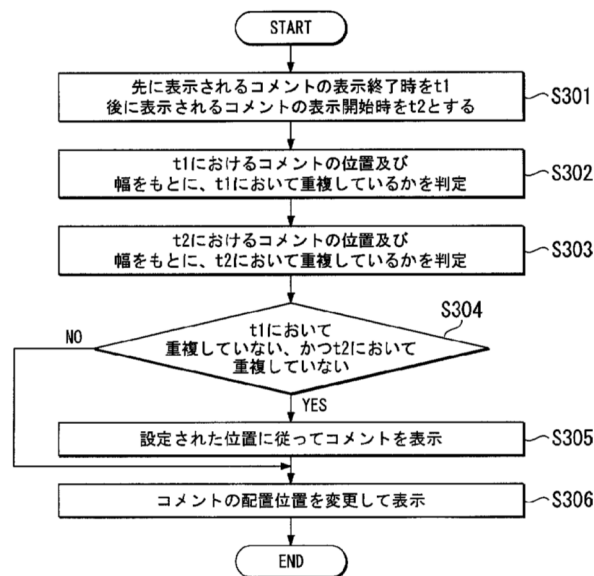 START
先に表示されるコメントの表示終了時をt1
後に表示されるコメントの表示開始時をt2とする
S301
t1におけるコメントの位置及び
幅をもとに、t1において重複しているかを判定
S302
t2におけるコメントの位置及び
幅をもとに、t2において重複しているかを判定
S303
S304
t1において
重複していない、かつt2において
重複していない
NO
YES
設定された位置に従ってコメントを表示
S305
コメントの配置位置を変更して表示
S306
END